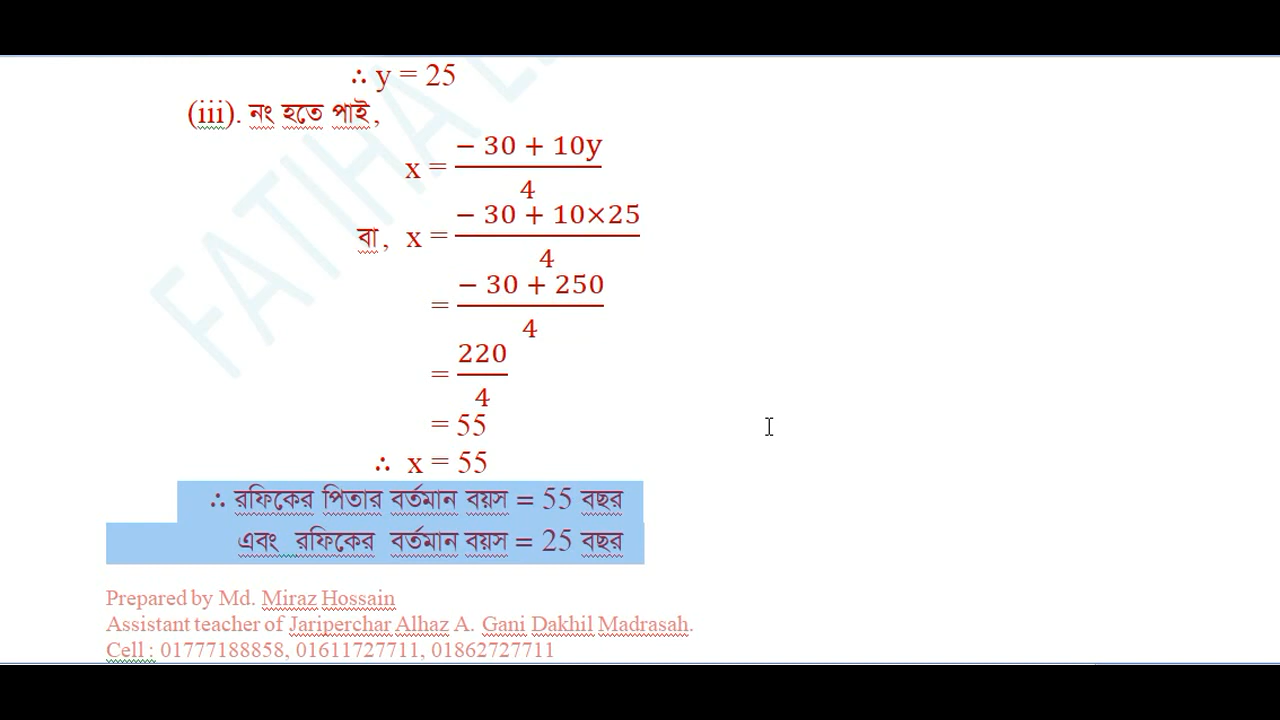 ∴ y = 25
(iii). নং হতে পাই,
x = − 30 + 10y / 4
বা, x = − 30 + 10×25 / 4
= − 30 + 250 / 4
= 220 / 4
= 55
∴ x = 55
∴ রফিকের পিতার বর্তমান বয়স = 55 বছর
এবং রফিকের বর্তমান বয়স = 25 বছর
Prepared by Md. Miraz Hossain
Assistant teacher of Jariperchar Alhaz A. Gani Dakhil Madrasah.
Cell : 01777188858, 01611727711, 01862727711
FATIHA